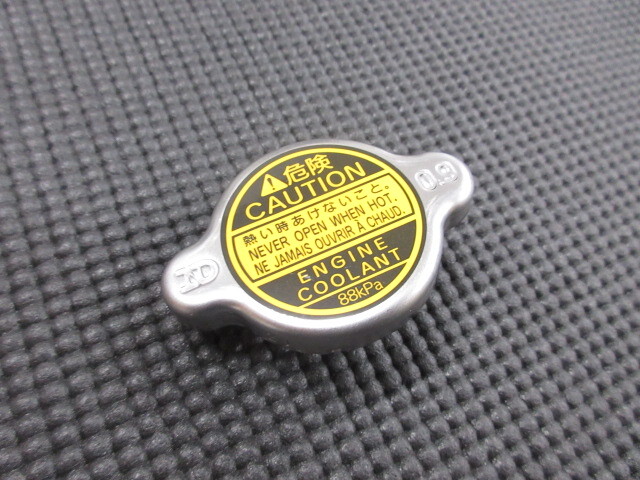 ⚠危険
CAUTION
熱い時あけないこと。
NEVER OPEN WHEN HOT.
NE JAMAIS OUVRIR À CHAUD.
ENGINE
COOLANT
88kPa
ND
0.9